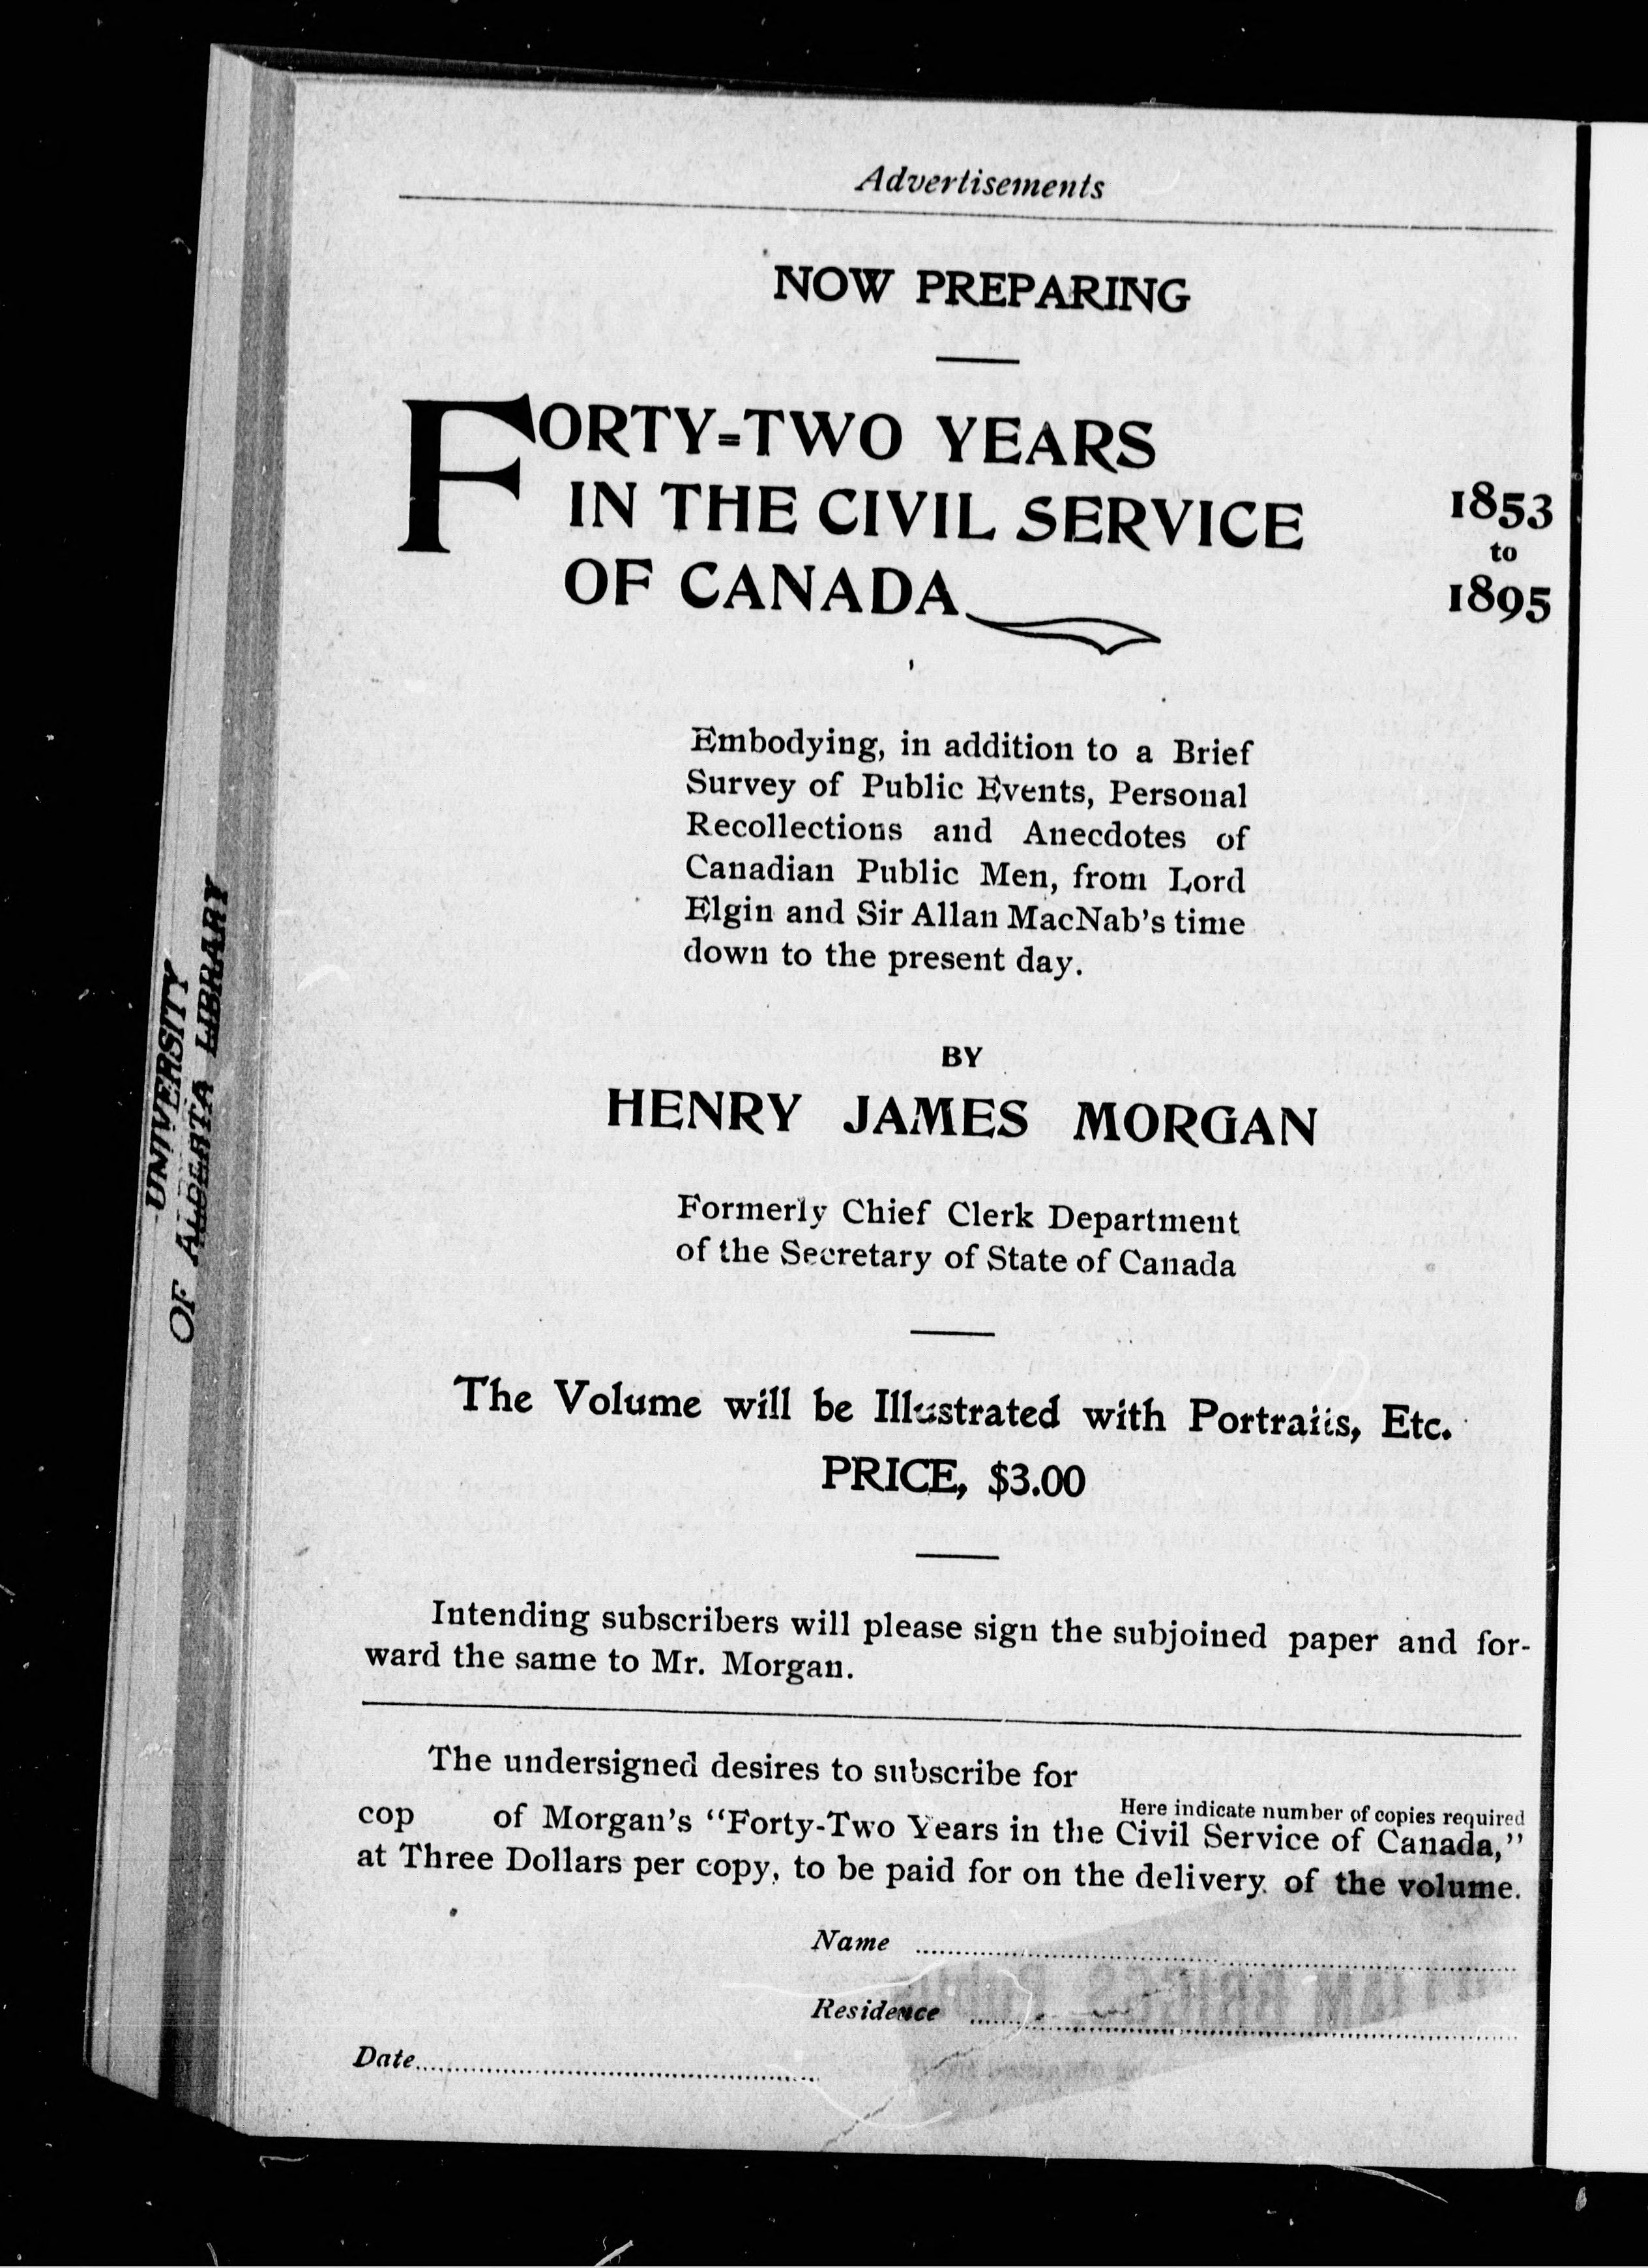 Advertisements
NOW PREPARING
FORTY-TWO YEARS
IN THE CIVIL SERVICE
OF CANADA
1853
to
1895
Embodying, in addition to a Brief
Survey of Public Events, Personal
Recollections and Anecdotes of
Canadian Public Men, from Lord
Elgin and Sir Allan MacNab's time
down to the present day.
BY
HENRY JAMES MORGAN
Formerly Chief Clerk Department
of the Secretary of State of Canada
The Volume will be Illustrated with Portraits, Etc.
PRICE, $3.00
Intending subscribers will please sign the subjoined paper and for-
ward the same to Mr. Morgan.
The undersigned desires to subscribe for
Here indicate number of copies required
cop of Morgan's "Forty-Two Years in the Civil Service of Canada,"
at Three Dollars per copy, to be paid for on the delivery of the volume.
Name
Residence
Date
UNIVERSITY
OF ALBERTA LIBRARY